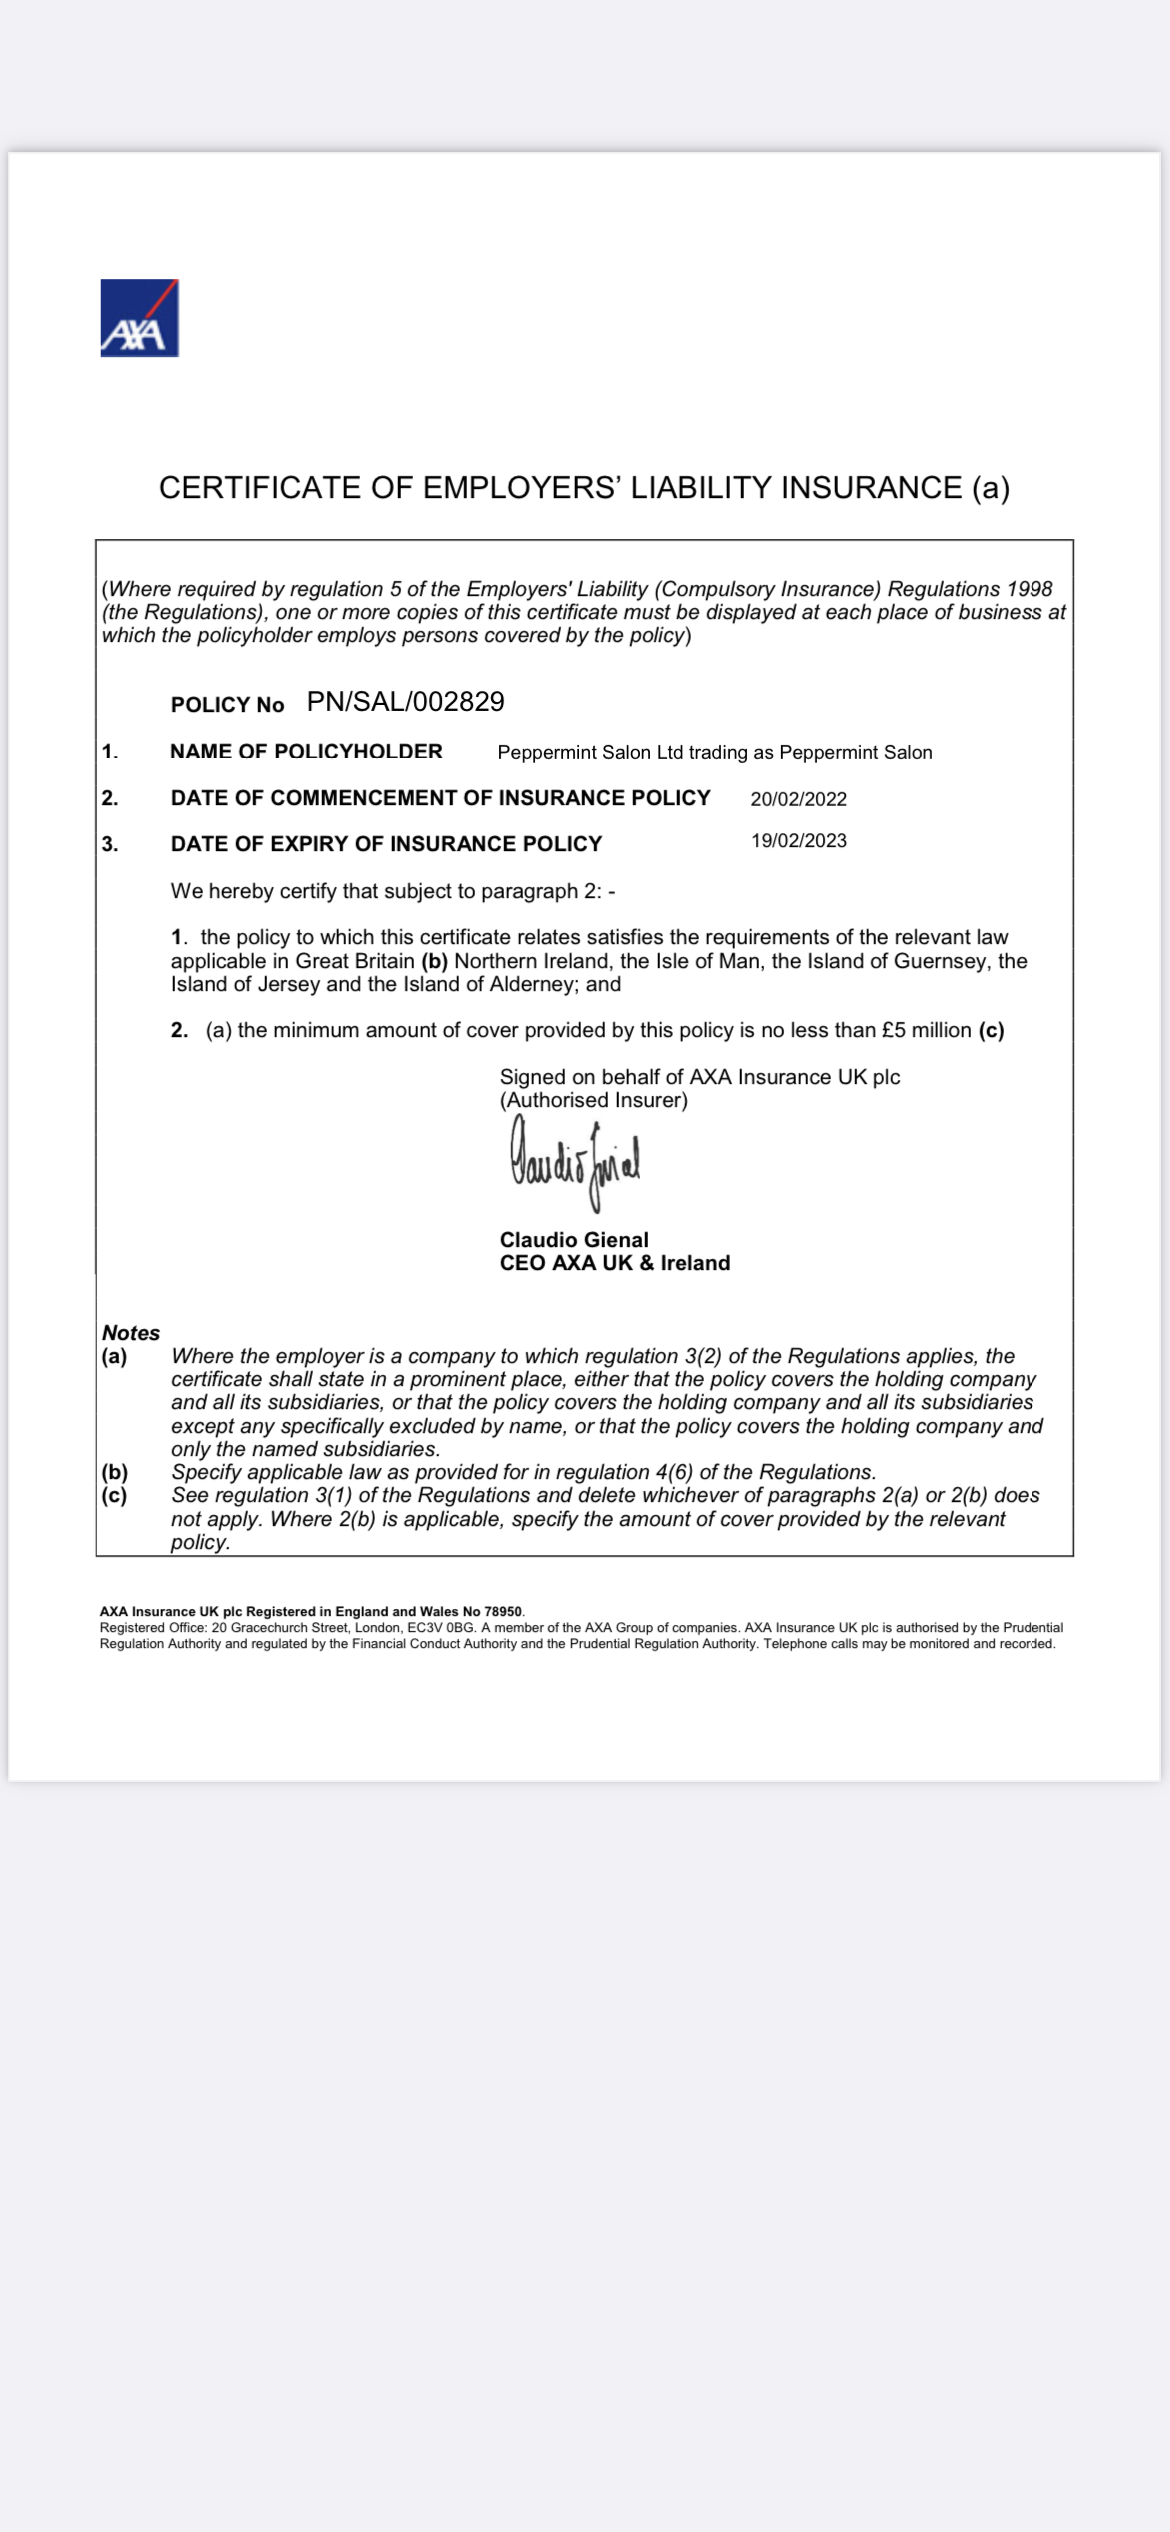 AXA
CERTIFICATE OF EMPLOYERS’ LIABILITY INSURANCE (a)
(Where required by regulation 5 of the Employers' Liability (Compulsory Insurance) Regulations 1998
(the Regulations), one or more copies of this certificate must be displayed at each place of business at
which the policyholder employs persons covered by the policy)
POLICY No PN/SAL/002829
1. NAME OF POLICYHOLDER Peppermint Salon Ltd trading as Peppermint Salon
2. DATE OF COMMENCEMENT OF INSURANCE POLICY 20/02/2022
3. DATE OF EXPIRY OF INSURANCE POLICY 19/02/2023
We hereby certify that subject to paragraph 2: -
1. the policy to which this certificate relates satisfies the requirements of the relevant law
applicable in Great Britain (b) Northern Ireland, the Isle of Man, the Island of Guernsey, the
Island of Jersey and the Island of Alderney; and
2. (a) the minimum amount of cover provided by this policy is no less than £5 million (c)
Signed on behalf of AXA Insurance UK plc
(Authorised Insurer)
Claudio Gienal
Claudio Gienal
CEO AXA UK & Ireland
Notes
(a) Where the employer is a company to which regulation 3(2) of the Regulations applies, the
certificate shall state in a prominent place, either that the policy covers the holding company
and all its subsidiaries, or that the policy covers the holding company and all its subsidiaries
except any specifically excluded by name, or that the policy covers the holding company and
only the named subsidiaries.
(b) Specify applicable law as provided for in regulation 4(6) of the Regulations.
(c) See regulation 3(1) of the Regulations and delete whichever of paragraphs 2(a) or 2(b) does
not apply. Where 2(b) is applicable, specify the amount of cover provided by the relevant
policy.
AXA Insurance UK plc Registered in England and Wales No 78950.
Registered Office: 20 Gracechurch Street, London, EC3V 0BG. A member of the AXA Group of companies. AXA Insurance UK plc is authorised by the Prudential
Regulation Authority and regulated by the Financial Conduct Authority and the Prudential Regulation Authority. Telephone calls may be monitored and recorded.